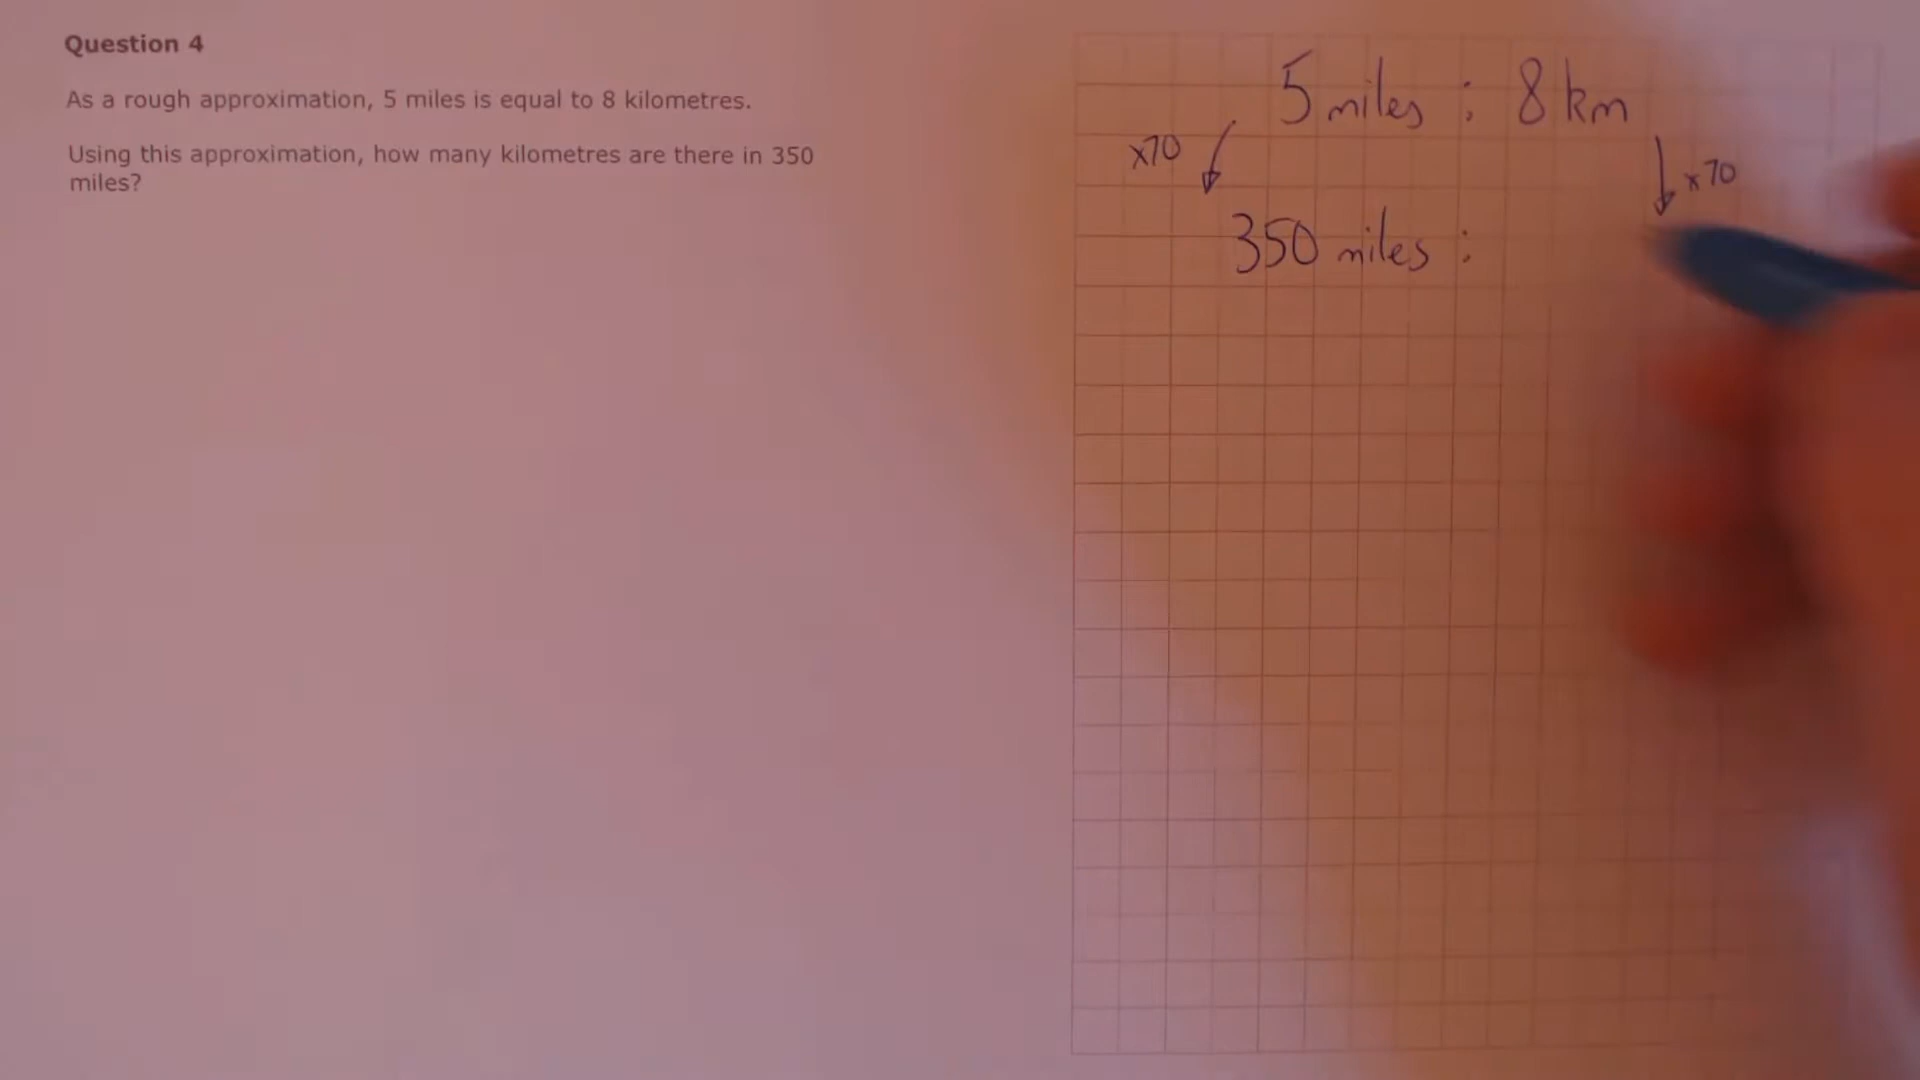 Question 4
As a rough approximation, 5 miles is equal to 8 kilometres.
Using this approximation, how many kilometres are there in 350
miles?
5 miles : 8 km
x70
x70
350 miles :